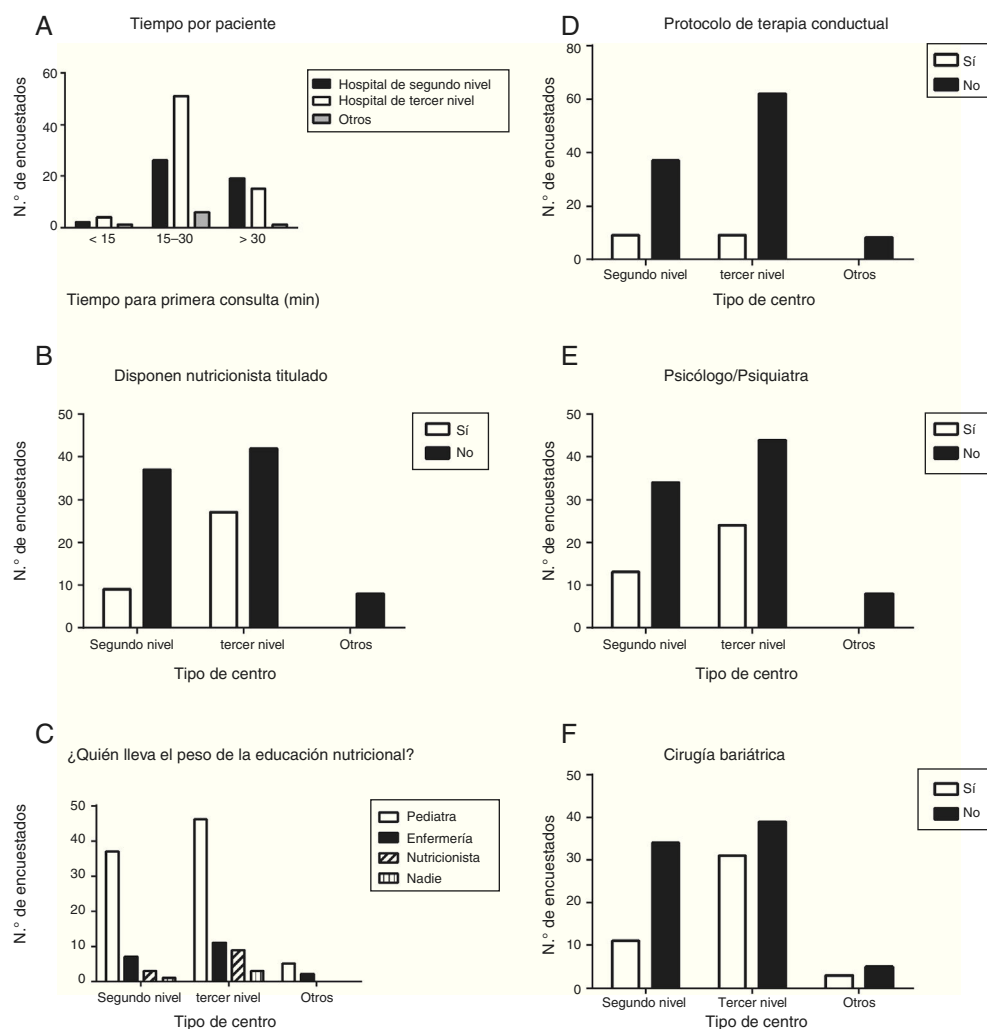 A
Tiempo por paciente
N.° de encuestados
60
40
20
0
< 15
15–30
> 30
Hospital de segundo nivel
Hospital de tercer nivel
Otros
Tiempo para primera consulta (min)
B
Disponen nutricionista titulado
N.° de encuestados
50
40
30
20
10
0
Segundo nivel
tercer nivel
Otros
Sí
No
Tipo de centro
C
¿Quién lleva el peso de la educación nutricional?
N.° de encuestados
50
40
30
20
10
0
Segundo nivel
tercer nivel
Otros
Pediatra
Enfermería
Nutricionista
Nadie
Tipo de centro
D
Protocolo de terapia conductual
N.° de encuestados
80
60
40
20
0
Segundo nivel
tercer nivel
Otros
Sí
No
Tipo de centro
E
Psicólogo/Psiquiatra
N.° de encuestados
50
40
30
20
10
0
Segundo nivel
tercer nivel
Otros
Sí
No
Tipo de centro
F
Cirugía bariátrica
N.° de encuestados
50
40
30
20
10
0
Segundo nivel
Tercer nivel
Otros
Sí
No
Tipo de centro